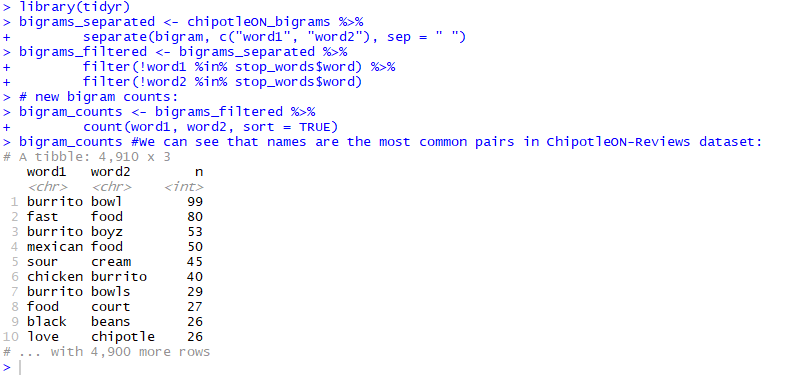 > library(tidyr)
> bigrams_separated <- chipotleON_bigrams %>%
+         separate(bigram, c("word1", "word2"), sep = " ")
> bigrams_filtered <- bigrams_separated %>%
+         filter(!word1 %in% stop_words$word) %>%
+         filter(!word2 %in% stop_words$word)
> # new bigram counts:
> bigram_counts <- bigrams_filtered %>%
+         count(word1, word2, sort = TRUE)
> bigram_counts #We can see that names are the most common pairs in ChipotleON-Reviews dataset:
# A tibble: 4,910 x 3
   word1   word2        n
   <chr>   <chr>    <int>
 1 burrito bowl        99
 2 fast    food        80
 3 burrito boyz        53
 4 mexican food        50
 5 sour    cream       45
 6 chicken burrito     40
 7 burrito bowls       29
 8 food    court       27
 9 black   beans       26
10 love    chipotle    26
# ... with 4,900 more rows
>